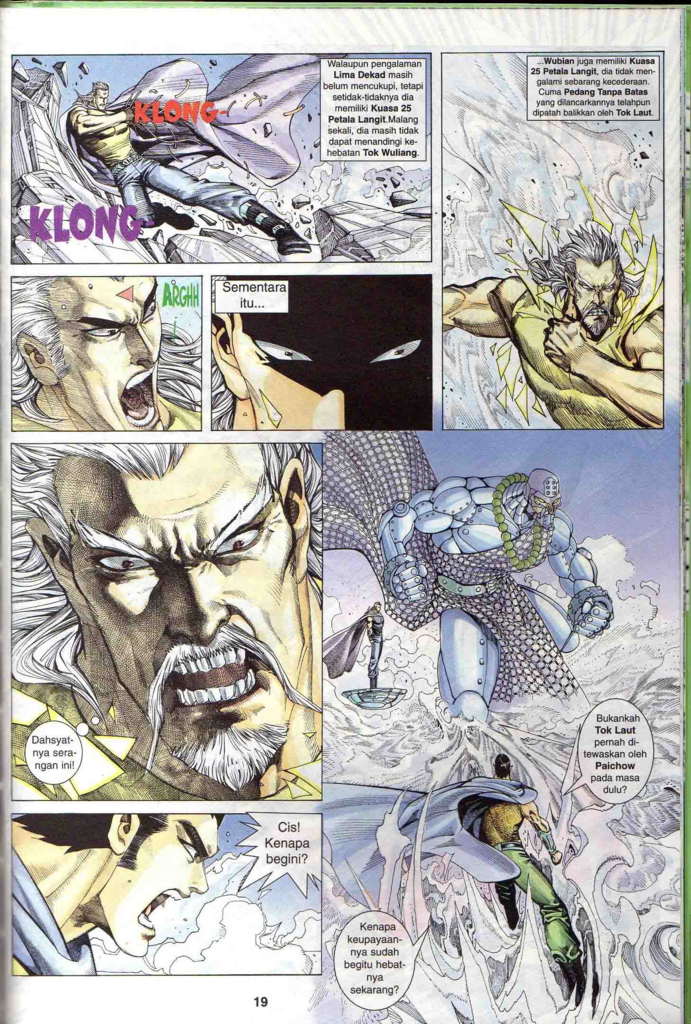 Walaupun pengalaman
Lima Dekad masih
belum mencukupi, tetapi
setidak-tidaknya dia
memiliki Kuasa 25
Petala Langit.Malang
sekali, dia masih tidak
dapat menandingi ke-
hebatan Tok Wuliang.
KLONG-
KLONG-
...Wubian juga memiliki Kuasa
25 Petala Langit, dia tidak men-
galami sebarang kecederaan.
Cuma Pedang Tanpa Batas
yang dilancarkannya telahpun
dipatah balikkan oleh Tok Laut.
ARGHH
Sementara
itu...
Dahsyat-
nya sera-
ngan ini!
Bukankah
Tok Laut
pernah di-
tewaskan oleh
Paichow
pada masa
dulu?
Cis!
Kenapa
begini?
Kenapa
keupayaan-
nya sudah
begitu hebat-
nya
sekarang?
19